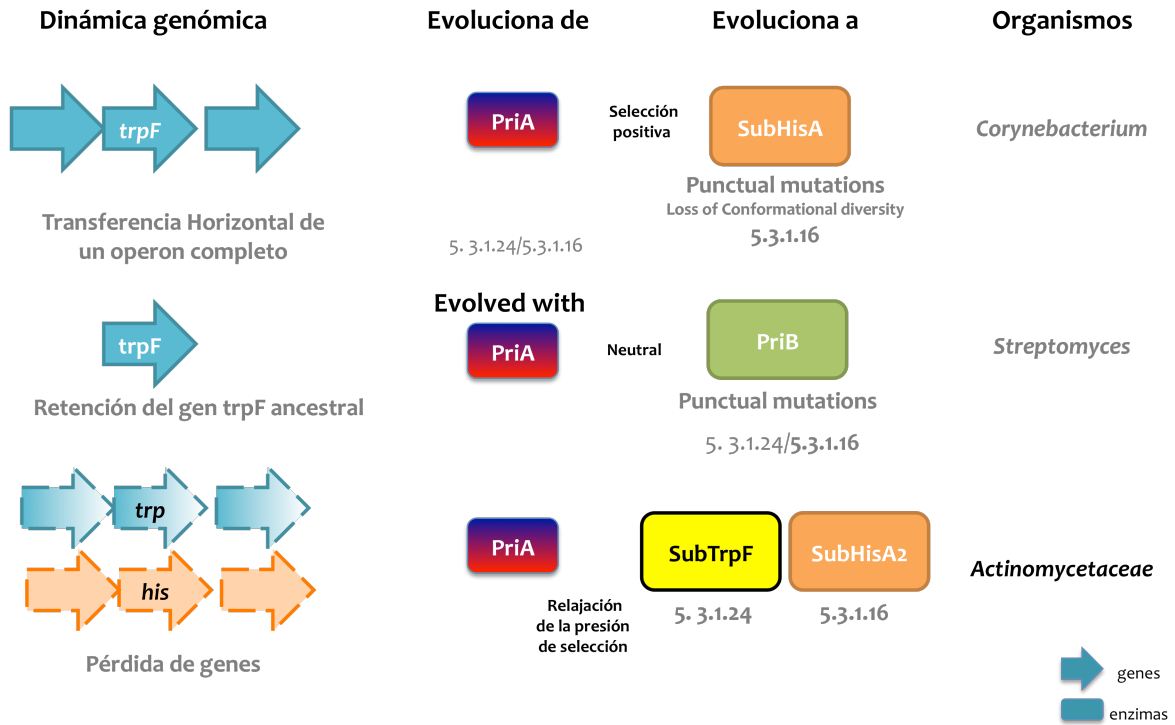 Dinámica genómica
Evoluciona de
Evoluciona a
Organismos
trpF
PriA
Selección
positiva
SubHisA
Corynebacterium
Punctual mutations
Loss of Conformational diversity
5.3.1.16
Transferencia Horizontal de
un operon completo
5. 3.1.24/5.3.1.16
Evolved with
trpF
PriA
Neutral
PriB
Streptomyces
Retención del gen trpF ancestral
Punctual mutations
5. 3.1.24/5.3.1.16
trp
his
PriA
SubTrpF
SubHisA2
Actinomycetaceae
Relajación
de la presión
de selección
5. 3.1.24
5.3.1.16
Pérdida de genes
genes
enzimas